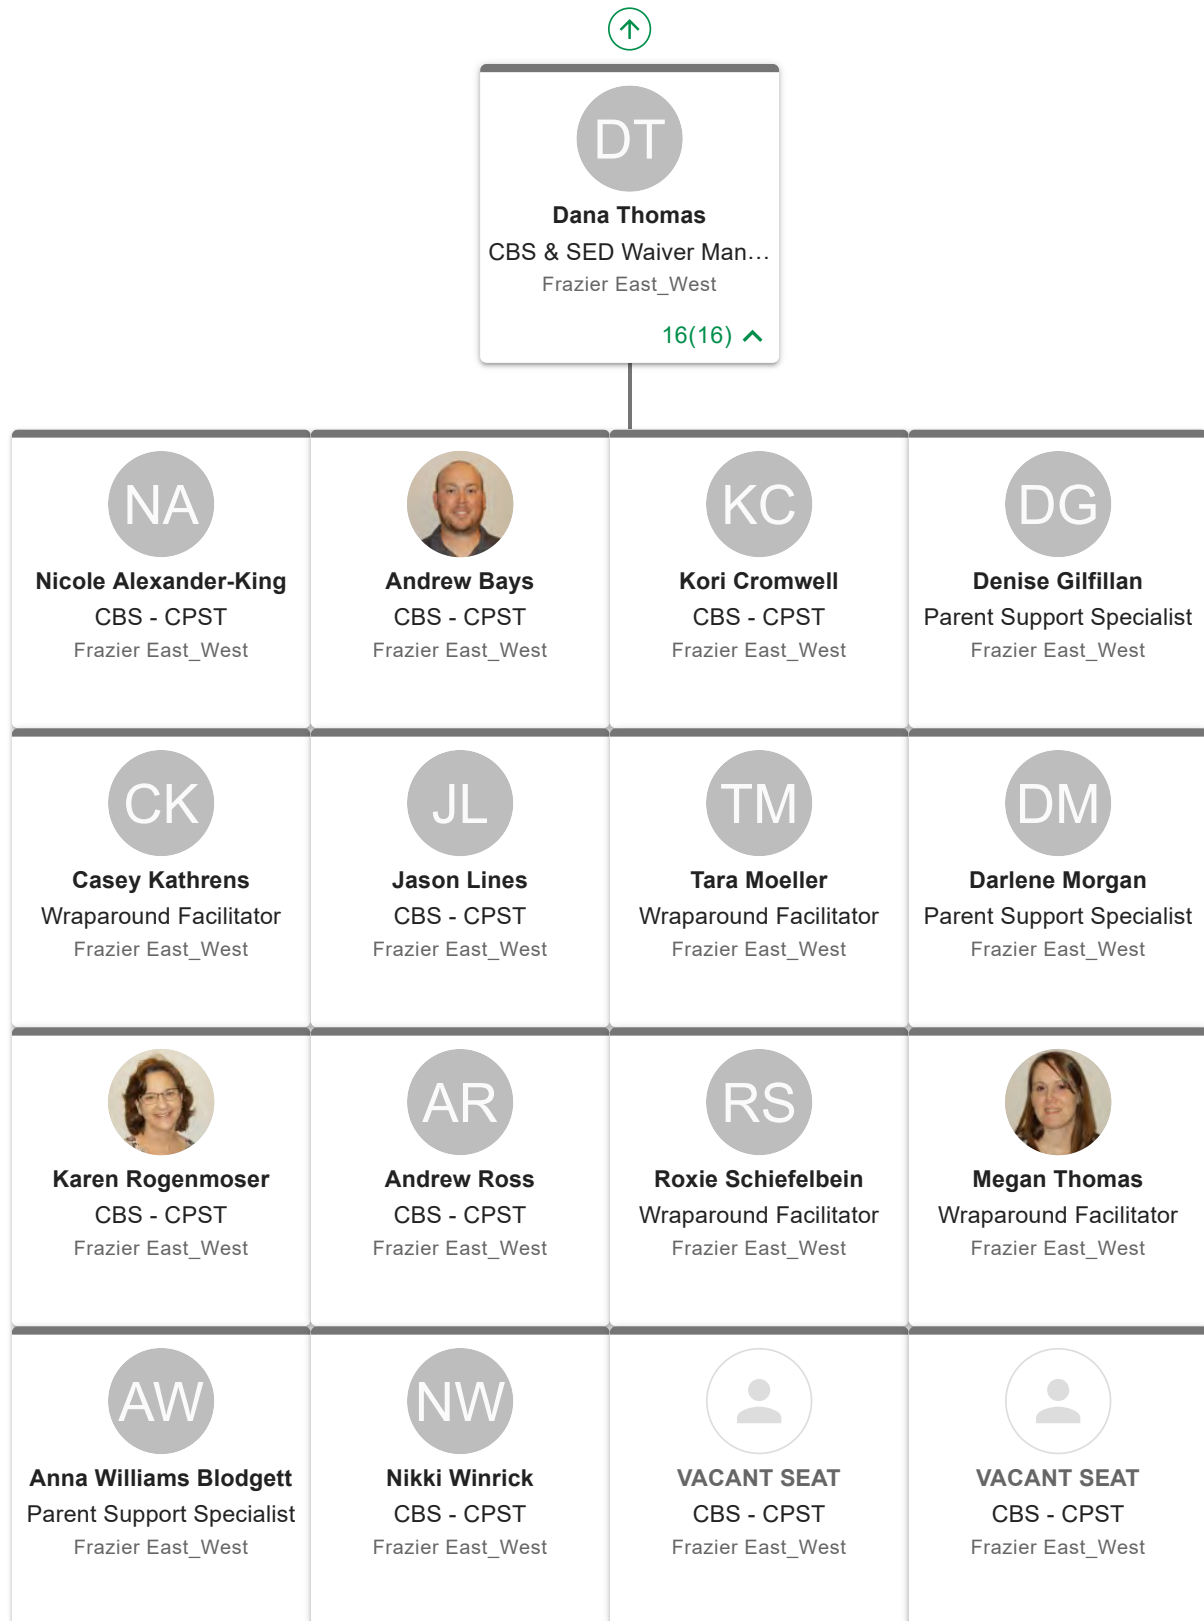 DT
Dana Thomas
CBS & SED Waiver Man...
Frazier East_West
16(16)
NA
Nicole Alexander-King
CBS - CPST
Frazier East_West
Andrew Bays
CBS - CPST
Frazier East_West
KC
Kori Cromwell
CBS - CPST
Frazier East_West
DG
Denise Gilfillan
Parent Support Specialist
Frazier East_West
CK
Casey Kathrens
Wraparound Facilitator
Frazier East_West
JL
Jason Lines
CBS - CPST
Frazier East_West
TM
Tara Moeller
Wraparound Facilitator
Frazier East_West
DM
Darlene Morgan
Parent Support Specialist
Frazier East_West
Karen Rogenmoser
CBS - CPST
Frazier East_West
AR
Andrew Ross
CBS - CPST
Frazier East_West
RS
Roxie Schiefelbein
Wraparound Facilitator
Frazier East_West
Megan Thomas
Wraparound Facilitator
Frazier East_West
AW
Anna Williams Blodgett
Parent Support Specialist
Frazier East_West
NW
Nikki Winrick
CBS - CPST
Frazier East_West
VACANT SEAT
CBS - CPST
Frazier East_West
VACANT SEAT
CBS - CPST
Frazier East_West